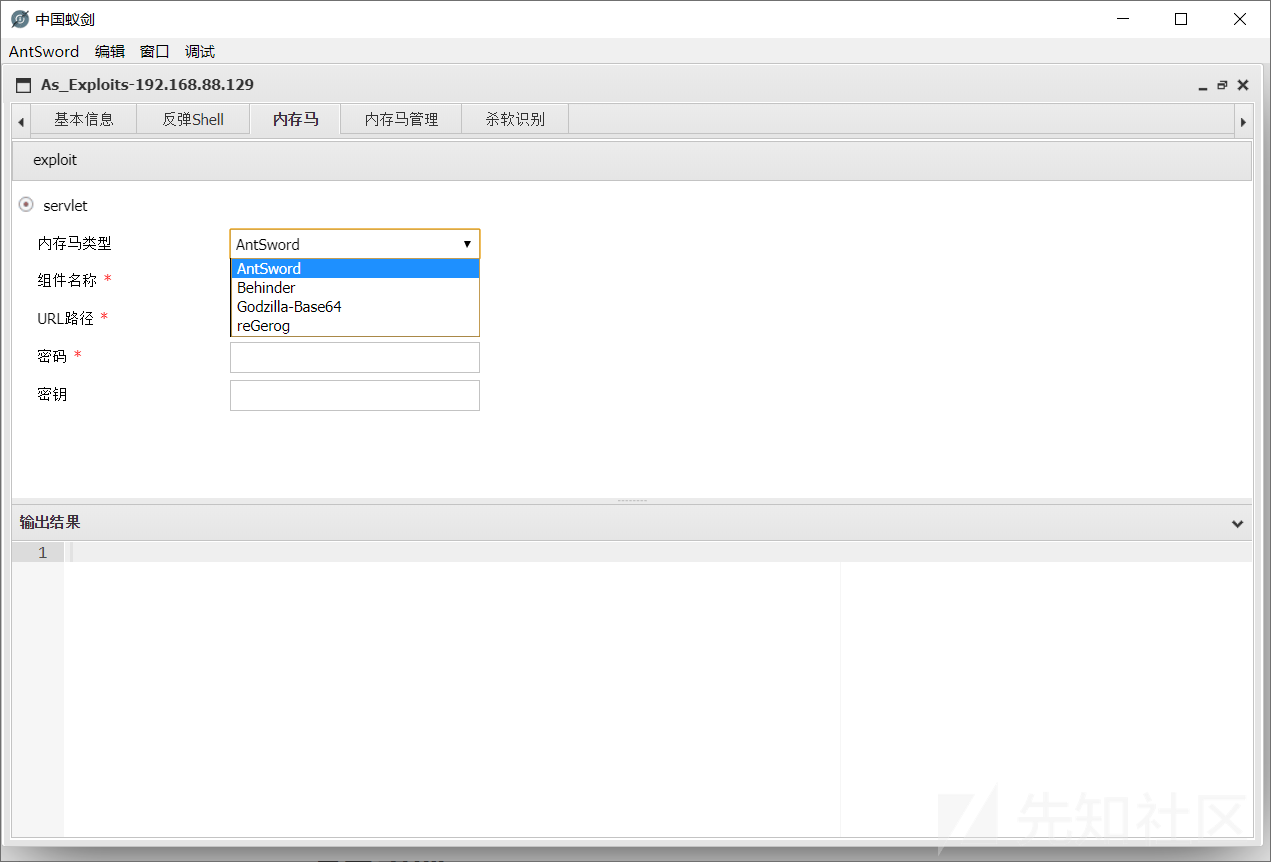 中国蚁剑
AntSword 编辑 窗口 调试
As_Exploits-192.168.88.129
基本信息 反弹Shell 内存马 内存马管理 杀软识别
exploit
servlet
内存马类型 AntSword
AntSword
Behinder
Godzilla-Base64
reGerog
组件名称 *
URL路径 *
密码 *
密钥
输出结果
1
先知社区